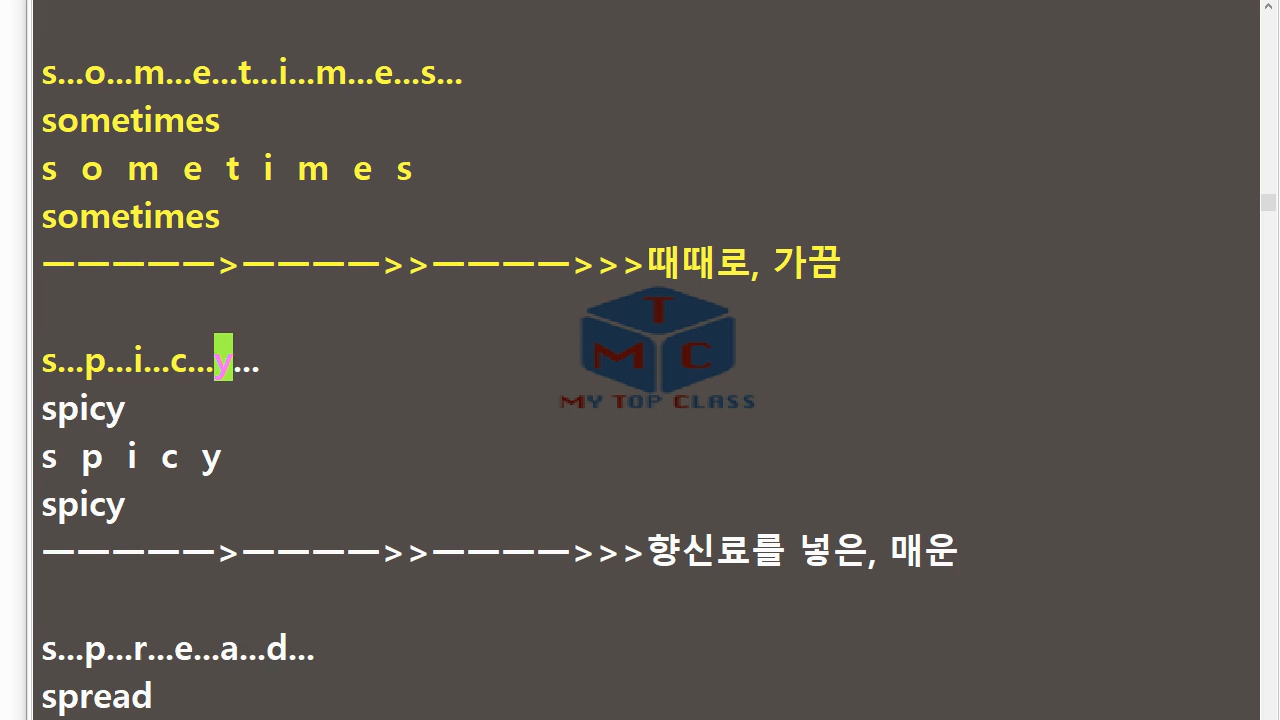 s...o...m...e...t...i...m...e...s...
sometimes
s o m e t i m e s
sometimes
—————>————>>————>>>때때로, 가끔
s...p...i...c...y...
spicy
s p i c y
spicy
—————>————>>————>>>향신료를 넣은, 매운
s...p...r...e...a...d...
spread
T
M C
MY TOP CLASS